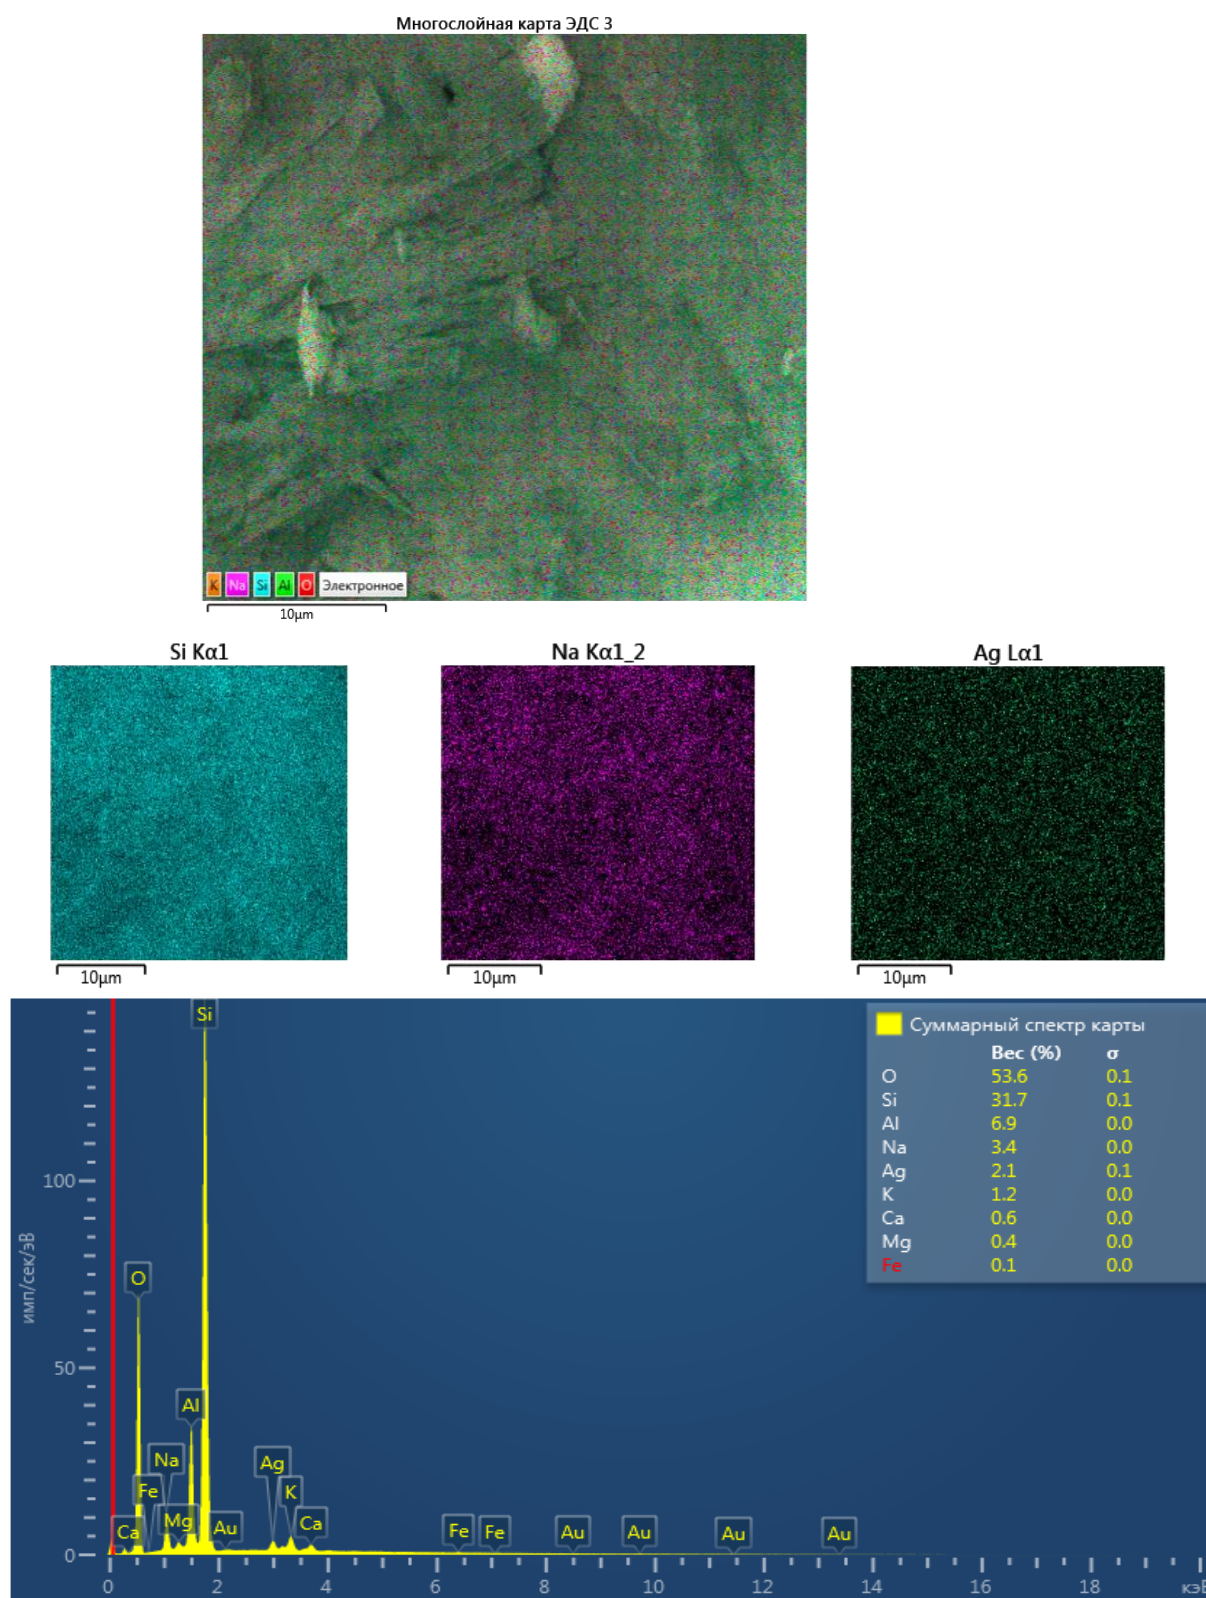 Многослойная карта ЭДС 3
K Na Si Al O Электронное
10μm
Si Kα1 Na Kα1_2 Ag Lα1
10μm 10μm 10μm
Суммарный спектр карты
Вес (%) σ
O 53.6 0.1
Si 31.7 0.1
Al 6.9 0.0
Na 3.4 0.0
Ag 2.1 0.1
K 1.2 0.0
Ca 0.6 0.0
Mg 0.4 0.0
Fe 0.1 0.0
имп/сек/эВ
100
50
0
Si
O
Al
Na
Fe
Ca
Mg
Au
Ag
K
Ca
Fe
Fe
Au
Au
Au
Au
0 2 4 6 8 10 12 14 16 18